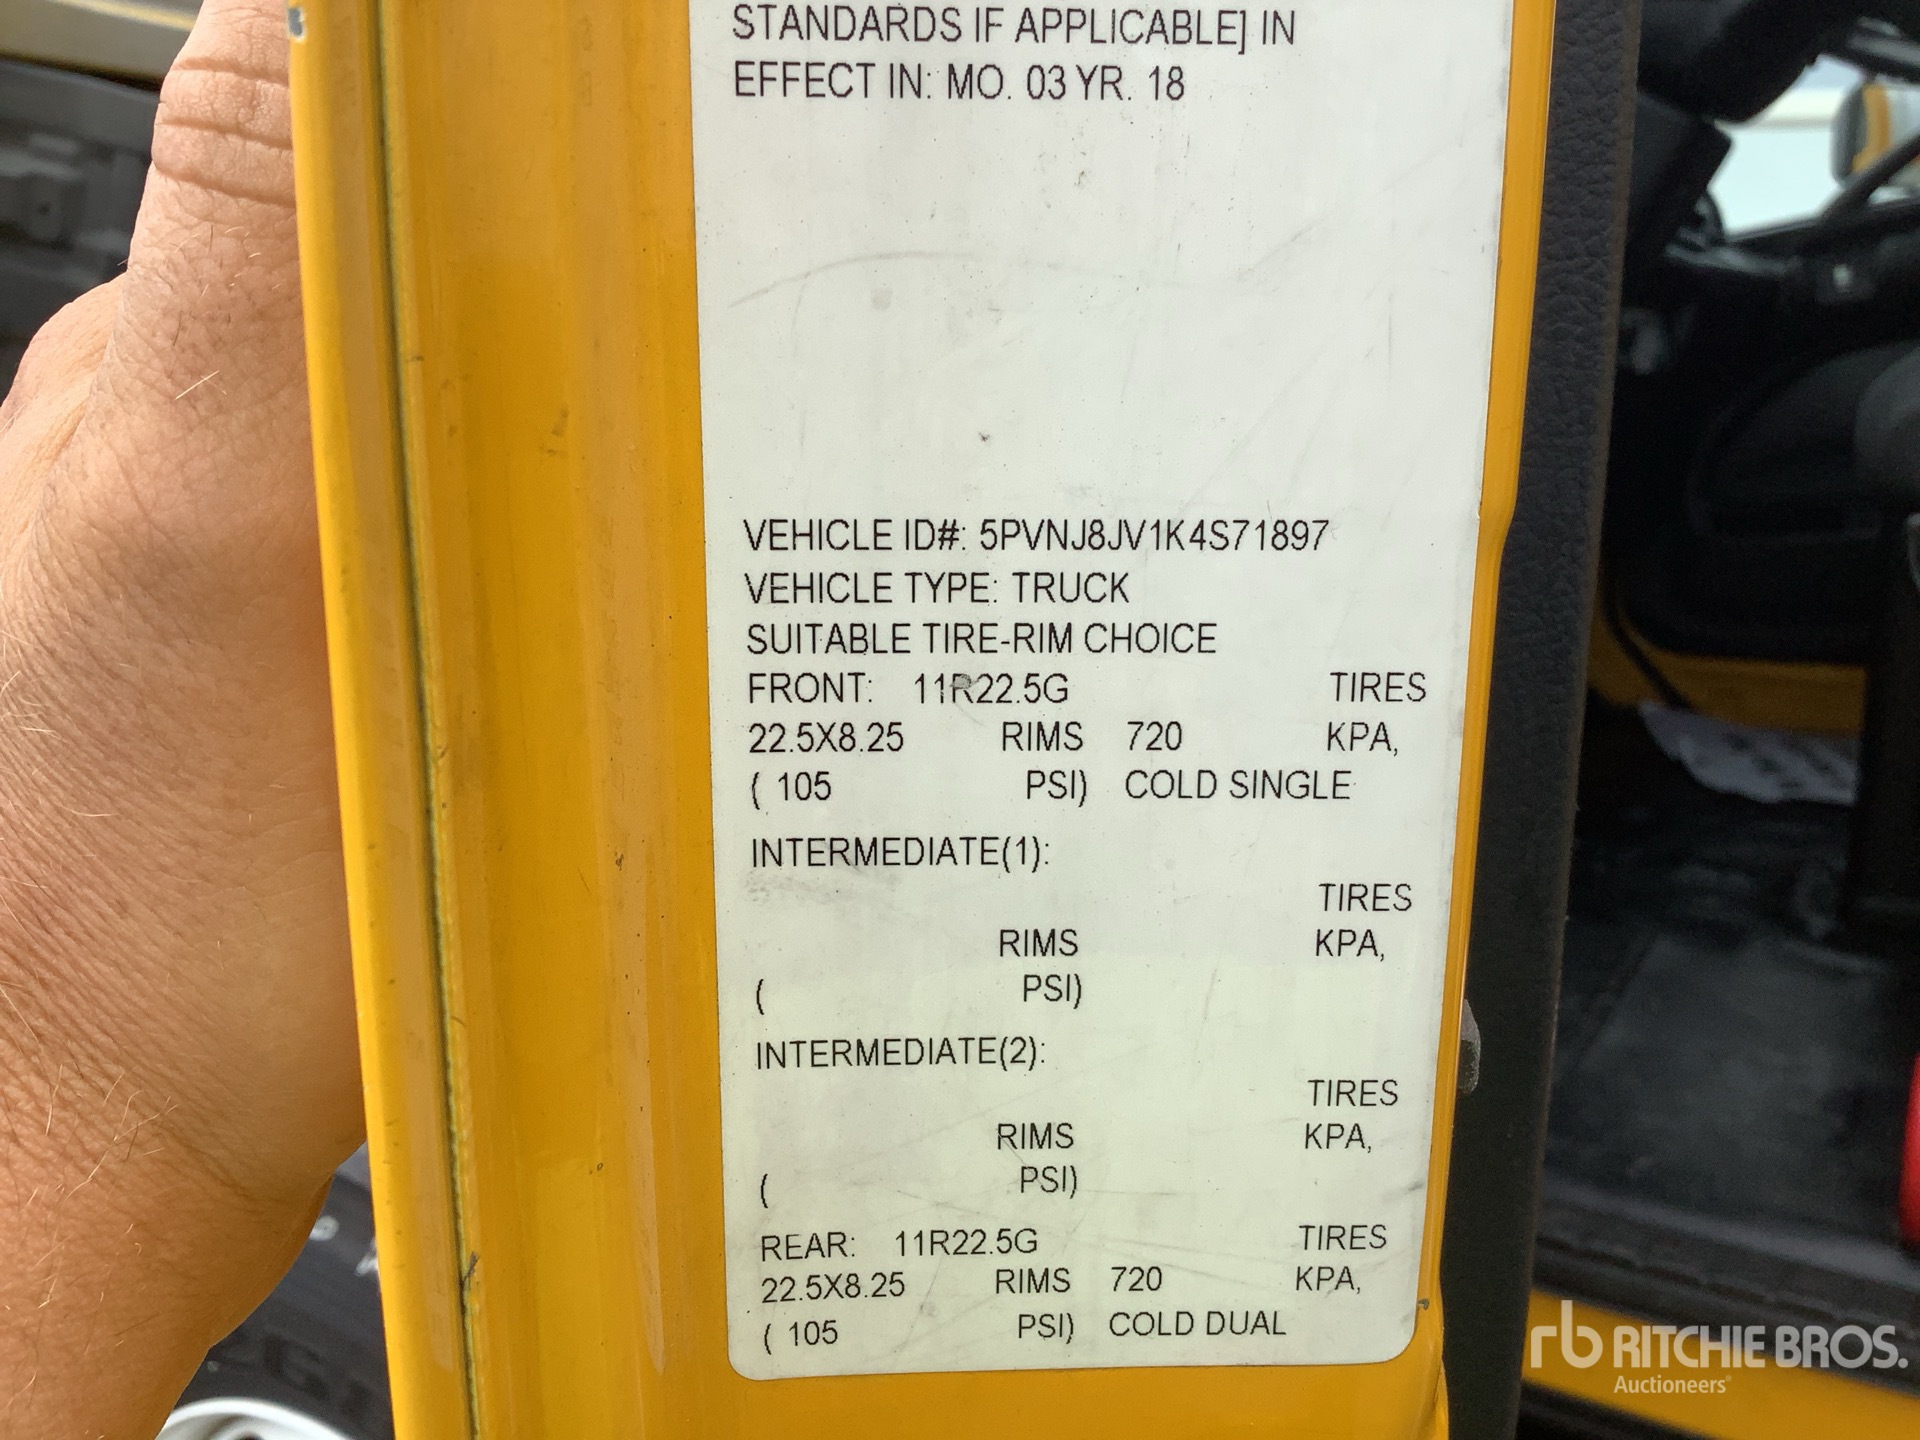 STANDARDS IF APPLICABLE] IN
EFFECT IN: MO. 03 YR. 18
VEHICLE ID#: 5PVNJ8JV1K4S71897
VEHICLE TYPE: TRUCK
SUITABLE TIRE-RIM CHOICE
FRONT: 11R22.5G TIRES
22.5X8.25 RIMS 720 KPA,
( 105 PSI) COLD SINGLE
INTERMEDIATE(1):
TIRES
RIMS KPA,
( PSI)
INTERMEDIATE(2):
TIRES
RIMS KPA,
( PSI)
REAR: 11R22.5G TIRES
22.5X8.25 RIMS 720 KPA,
( 105 PSI) COLD DUAL
rb RITCHIE BROS.
Auctioneers